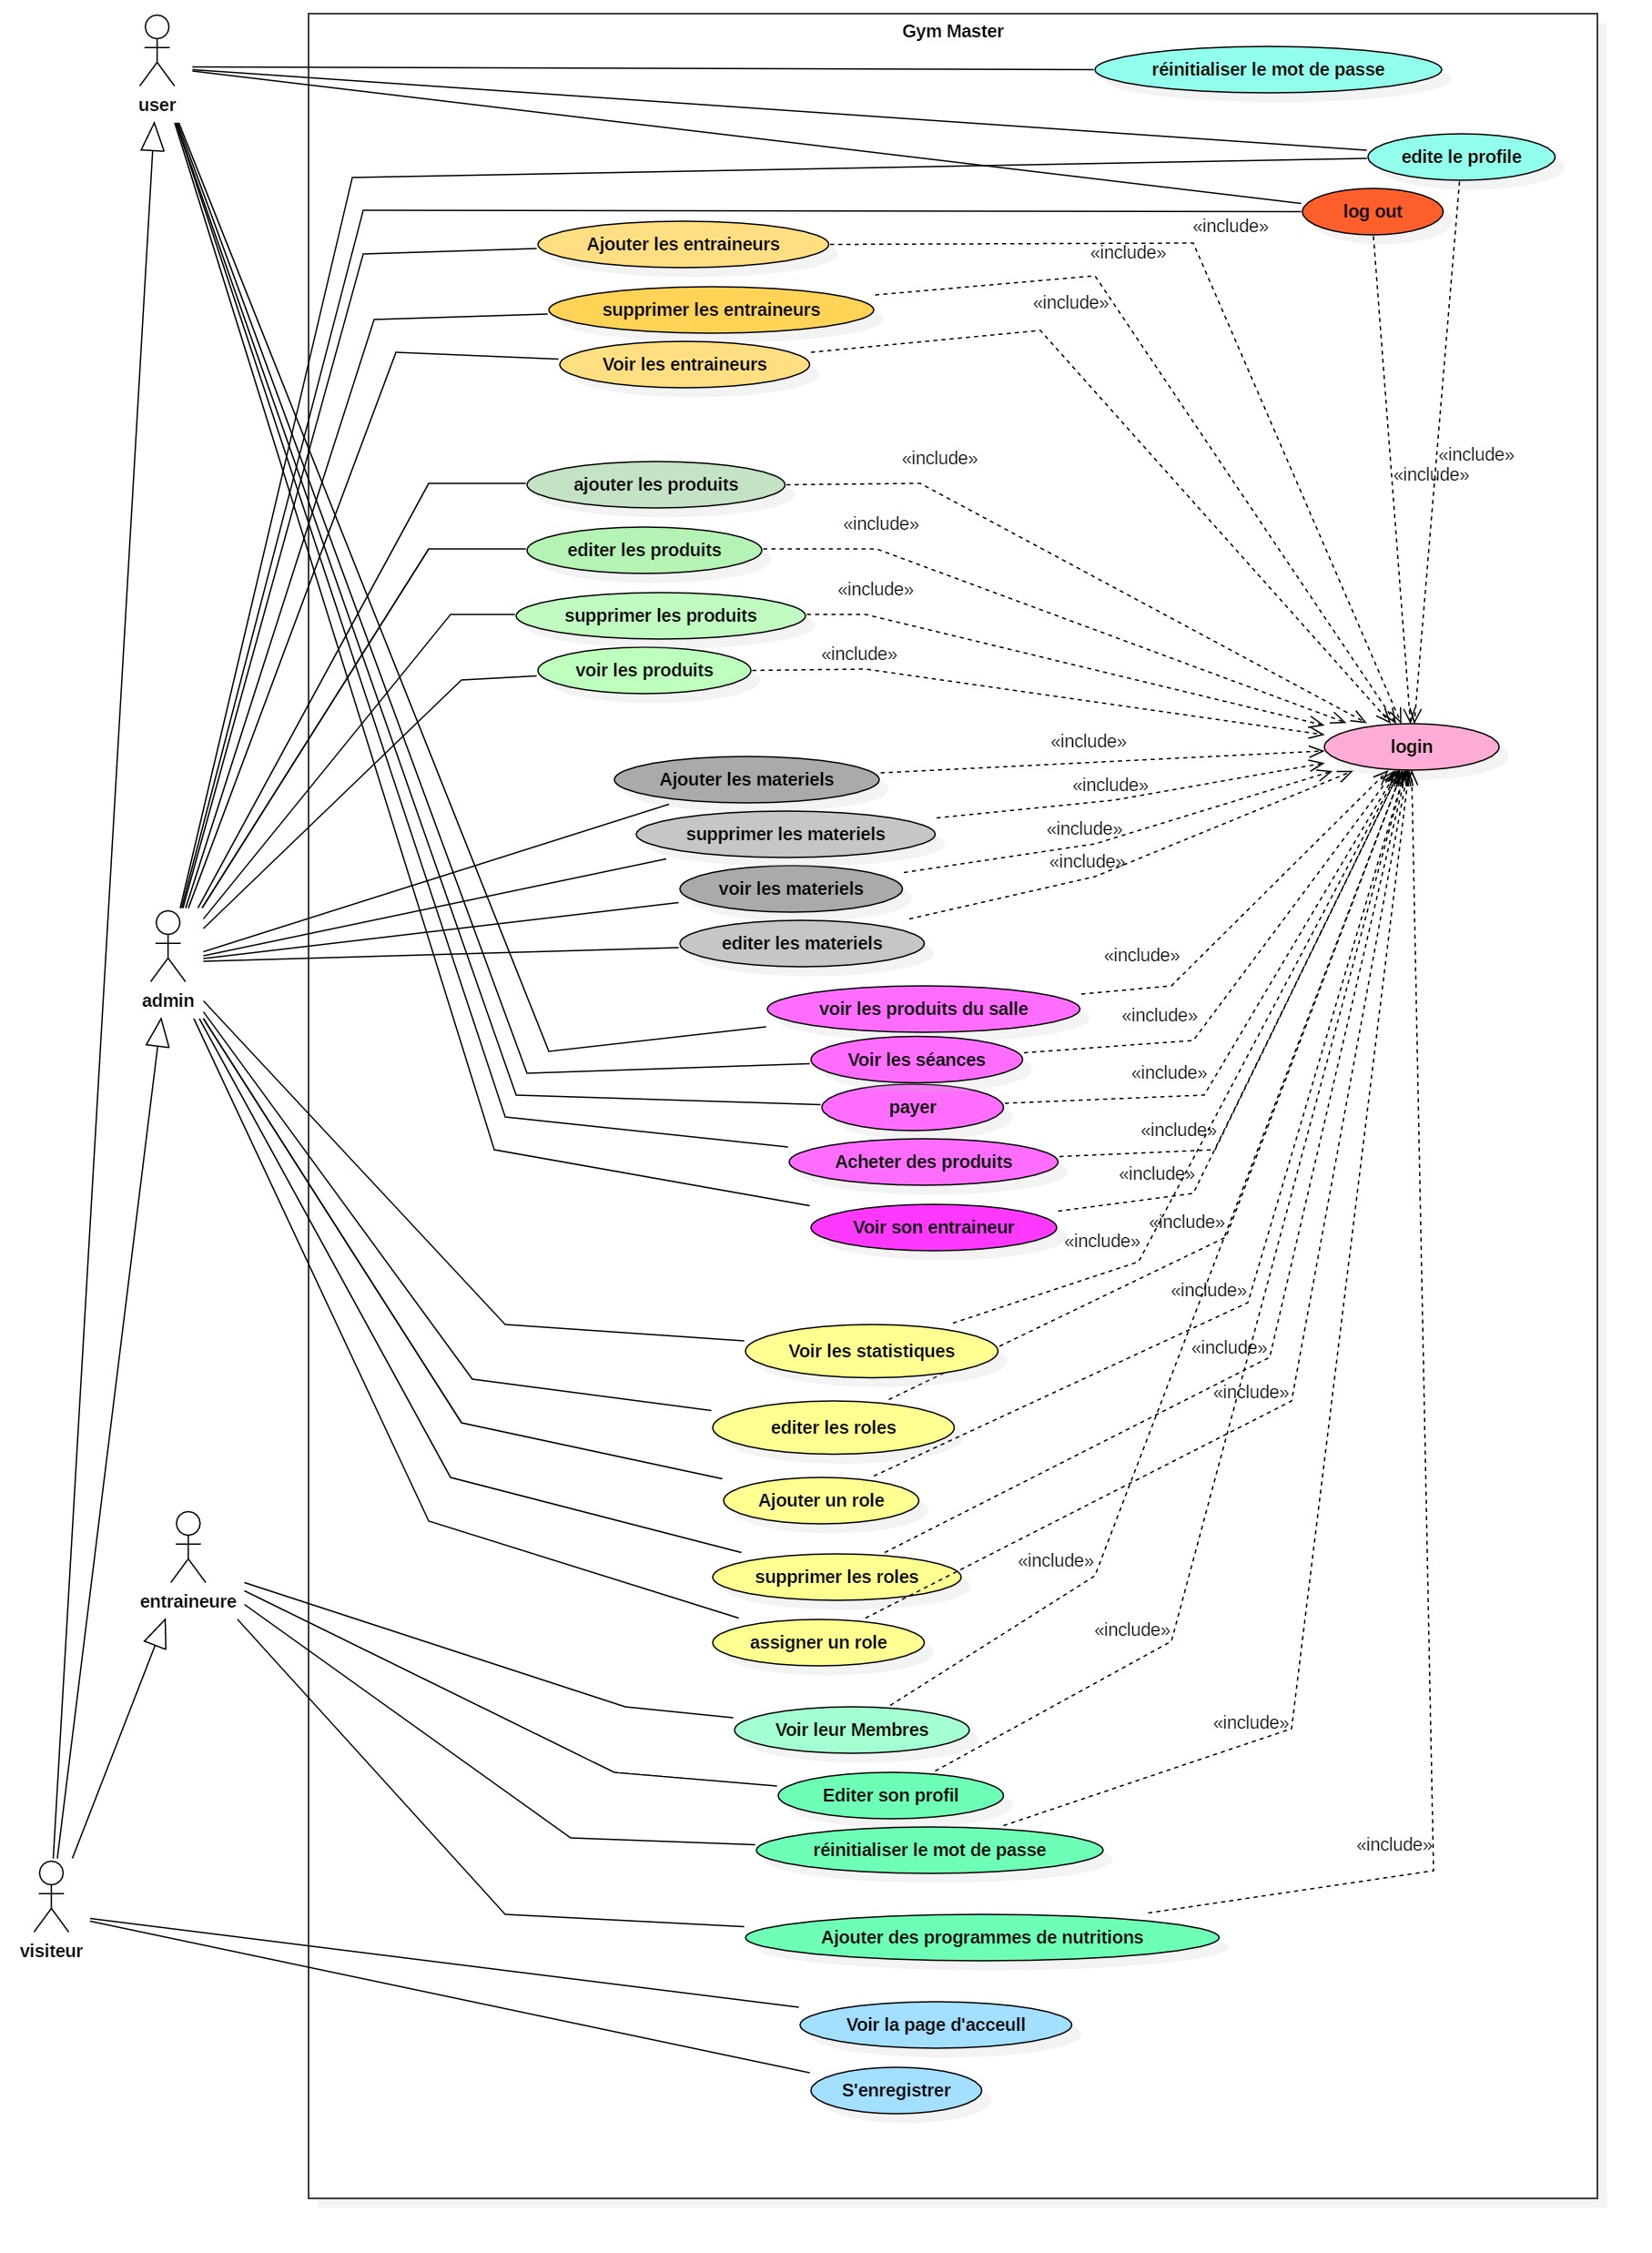 Gym Master
réinitialiser le mot de passe
user
edite le profile
log out
«include»
Ajouter les entraineurs
«include»
supprimer les entraineurs
«include»
Voir les entraineurs
«include»
«include»
«include»
ajouter les produits
«include»
editer les produits
«include»
supprimer les produits
«include»
voir les produits
login
«include»
Ajouter les materiels
«include»
supprimer les materiels
«include»
«include»
voir les materiels
editer les materiels
«include»
admin
voir les produits du salle
«include»
Voir les séances
«include»
payer
«include»
Acheter des produits
«include»
«include»
Voir son entraineur
«include»
«include»
«include»
Voir les statistiques
«include»
editer les roles
Ajouter un role
«include»
supprimer les roles
entraineure
«include»
assigner un role
«include»
Voir leur Membres
Editer son profil
«include»
réinitialiser le mot de passe
Ajouter des programmes de nutritions
visiteur
Voir la page d'acceull
S'enregistrer